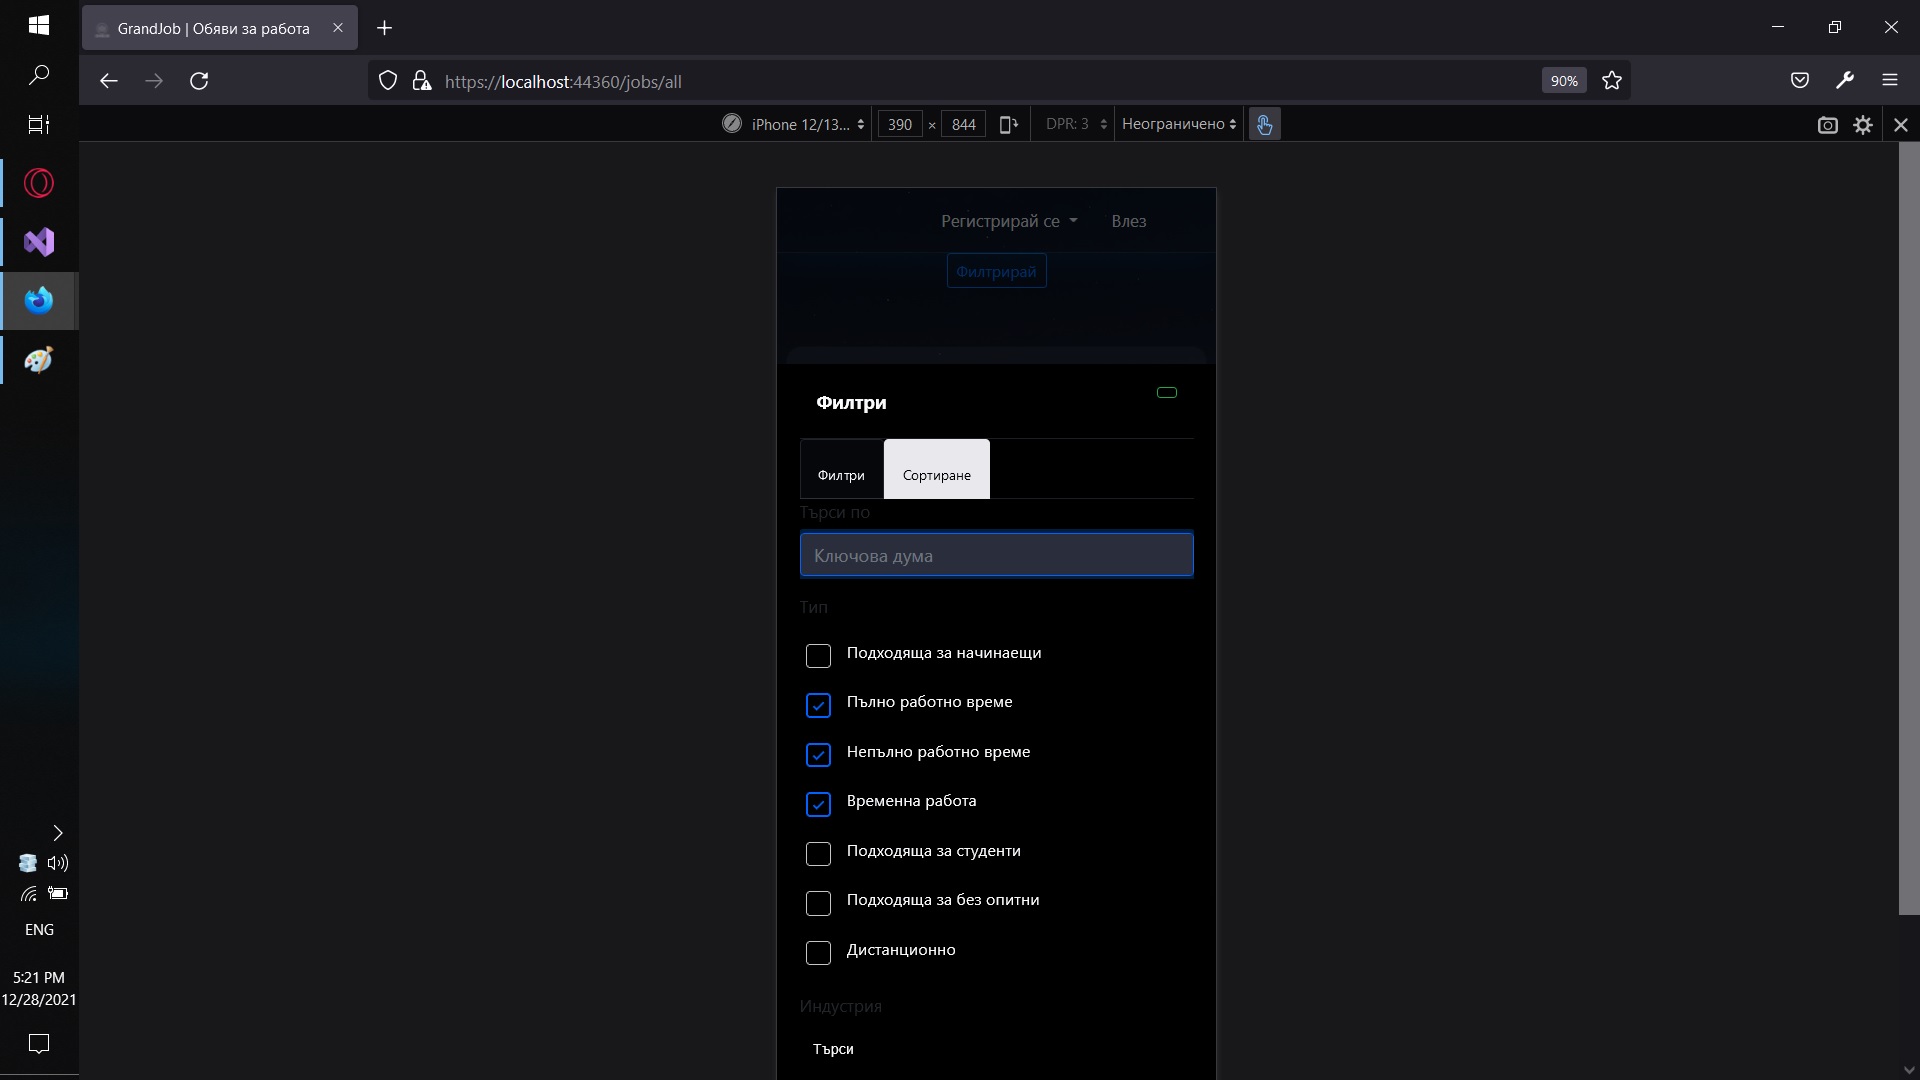 GrandJob | Обяви за работа
https://localhost:44360/jobs/all
90%
iPhone 12/13...
390 × 844
DPR: 3
Неограничено
Регистрирай се
Влез
Филтрирай
Филтри
Филтри
Сортиране
Търси по
Ключова дума
Тип
Подходяща за начинаещи
Пълно работно време
Непълно работно време
Временна работа
Подходяща за студенти
Подходяща за без опитни
Дистанционно
Индустрия
Търси
ENG
5:21 PM
12/28/2021